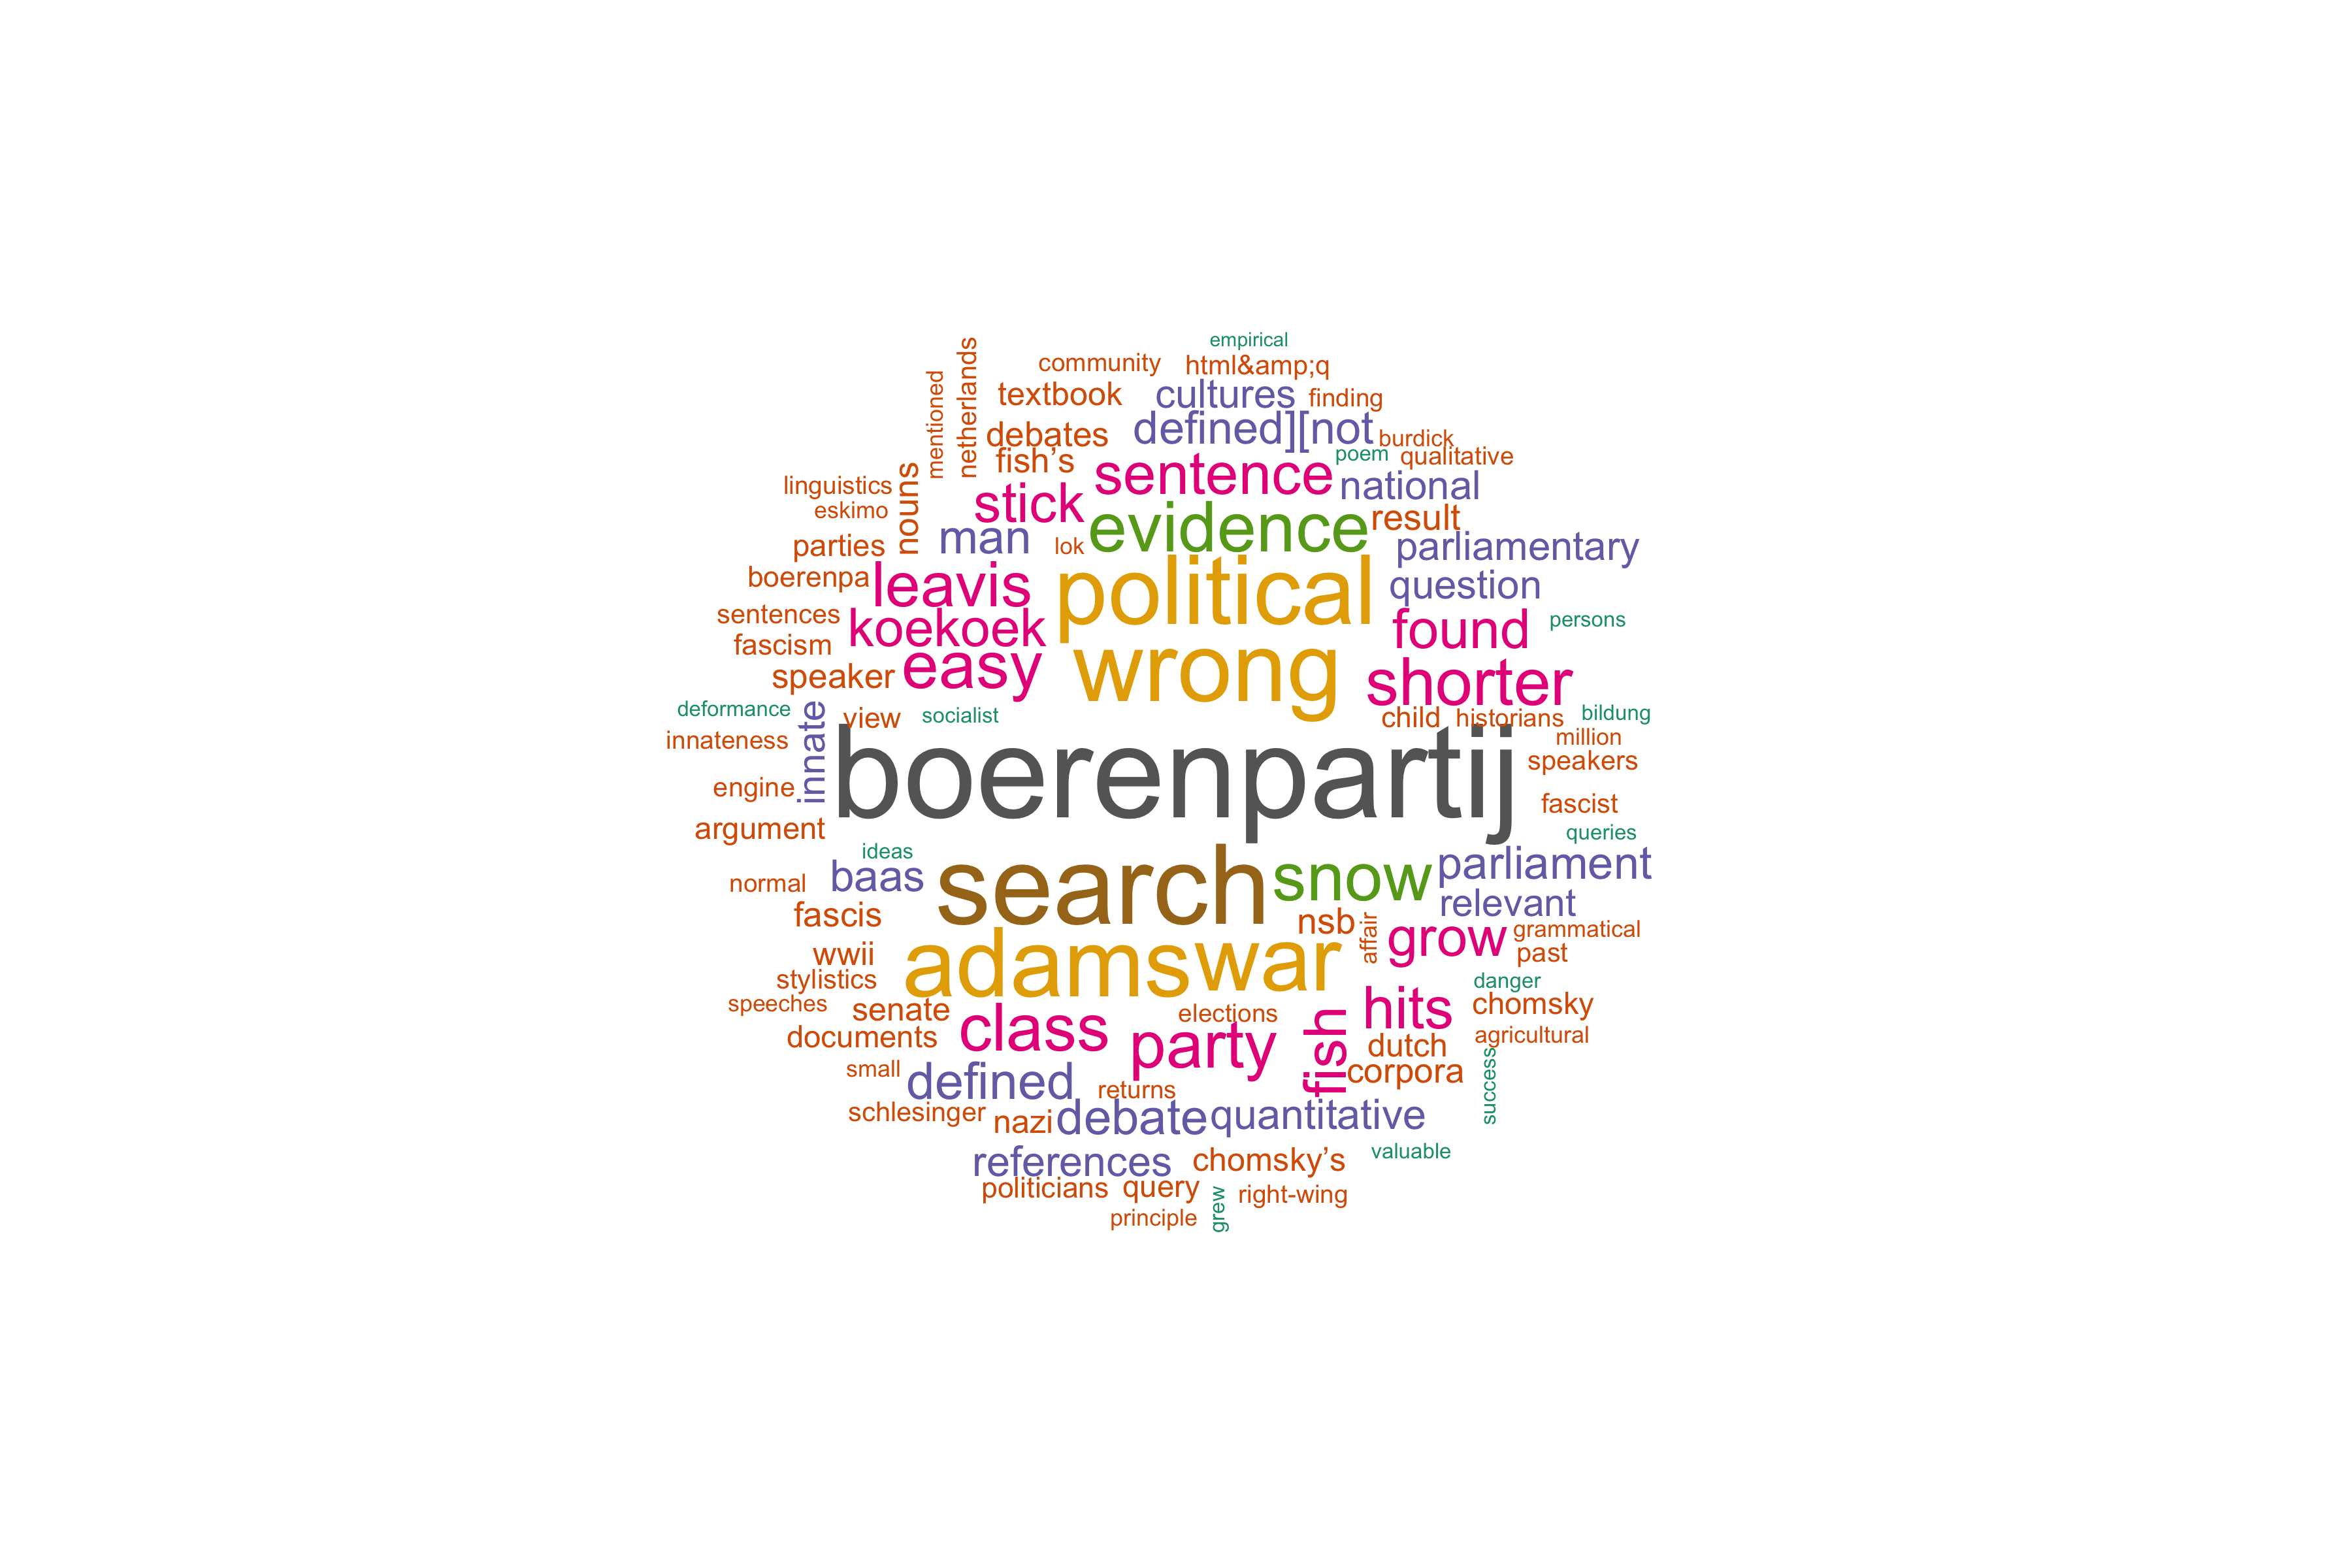 empirical
community html&amp;q
mentioned netherlands textbook cultures finding
debates defined][not burdick
fish’s sentence poem qualitative
linguistics nouns stick national
eskimo man lok evidence result
parties parliamentary
boerenpa leavis political question
sentences koekoek found persons
fascism easy wrong shorter
speaker
deformance innate view socialist child historians bildung
innateness million
engine boerenpartij speakers
fascist
argument queries
ideas
normal baas search snow parliament
fascis nsb affair relevant
wwii adams war grow grammatical
stylistics past
speeches senate elections hits danger
documents class party fish chomsky
dutch agricultural
small defined returns corpora success
schlesinger nazi debate quantitative
references chomsky’s valuable
politicians query grew right-wing
principle